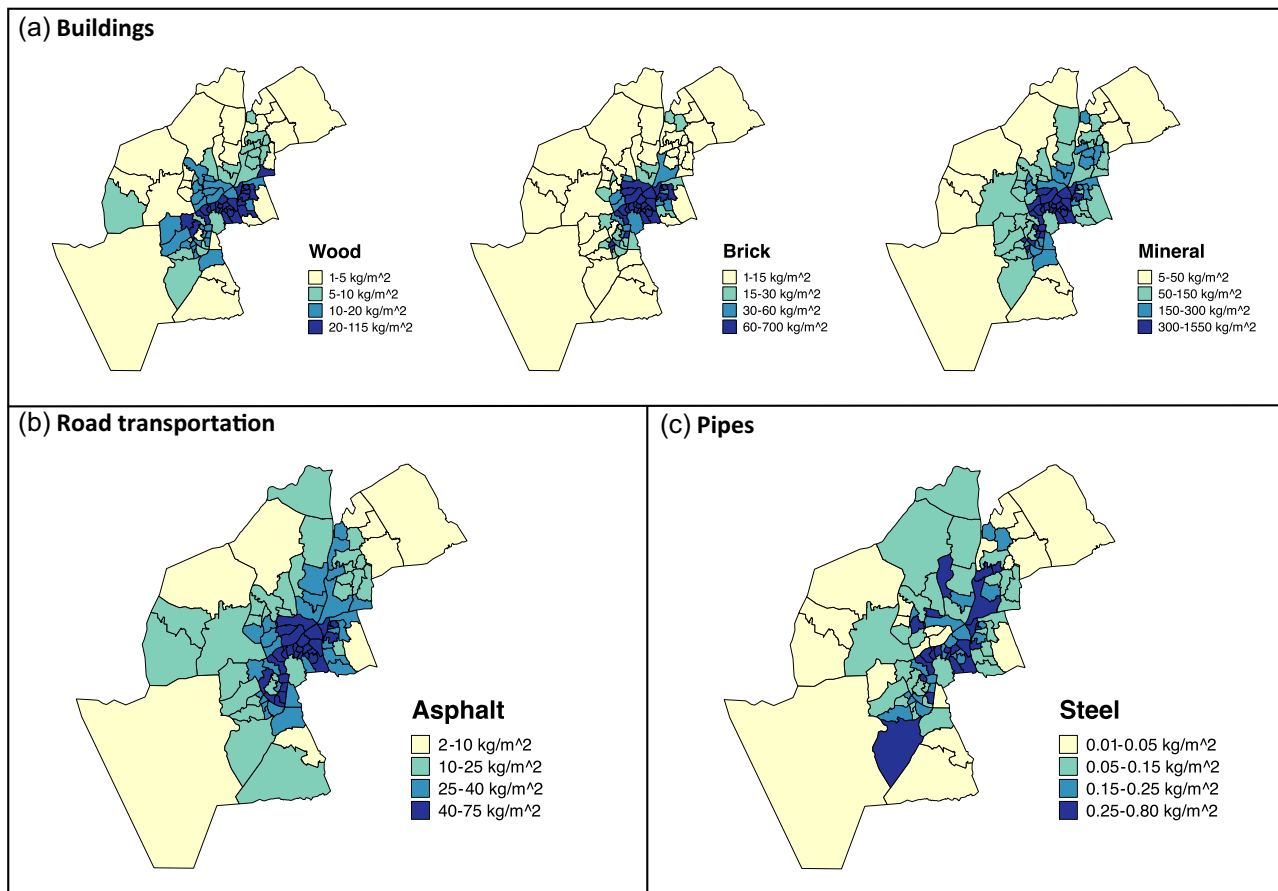 (a) Buildings
Wood
1-5 kg/m^2
5-10 kg/m^2
10-20 kg/m^2
20-115 kg/m^2
Brick
1-15 kg/m^2
15-30 kg/m^2
30-60 kg/m^2
60-700 kg/m^2
Mineral
5-50 kg/m^2
50-150 kg/m^2
150-300 kg/m^2
300-1550 kg/m^2
(b) Road transportation
Asphalt
2-10 kg/m^2
10-25 kg/m^2
25-40 kg/m^2
40-75 kg/m^2
(c) Pipes
Steel
0.01-0.05 kg/m^2
0.05-0.15 kg/m^2
0.15-0.25 kg/m^2
0.25-0.80 kg/m^2